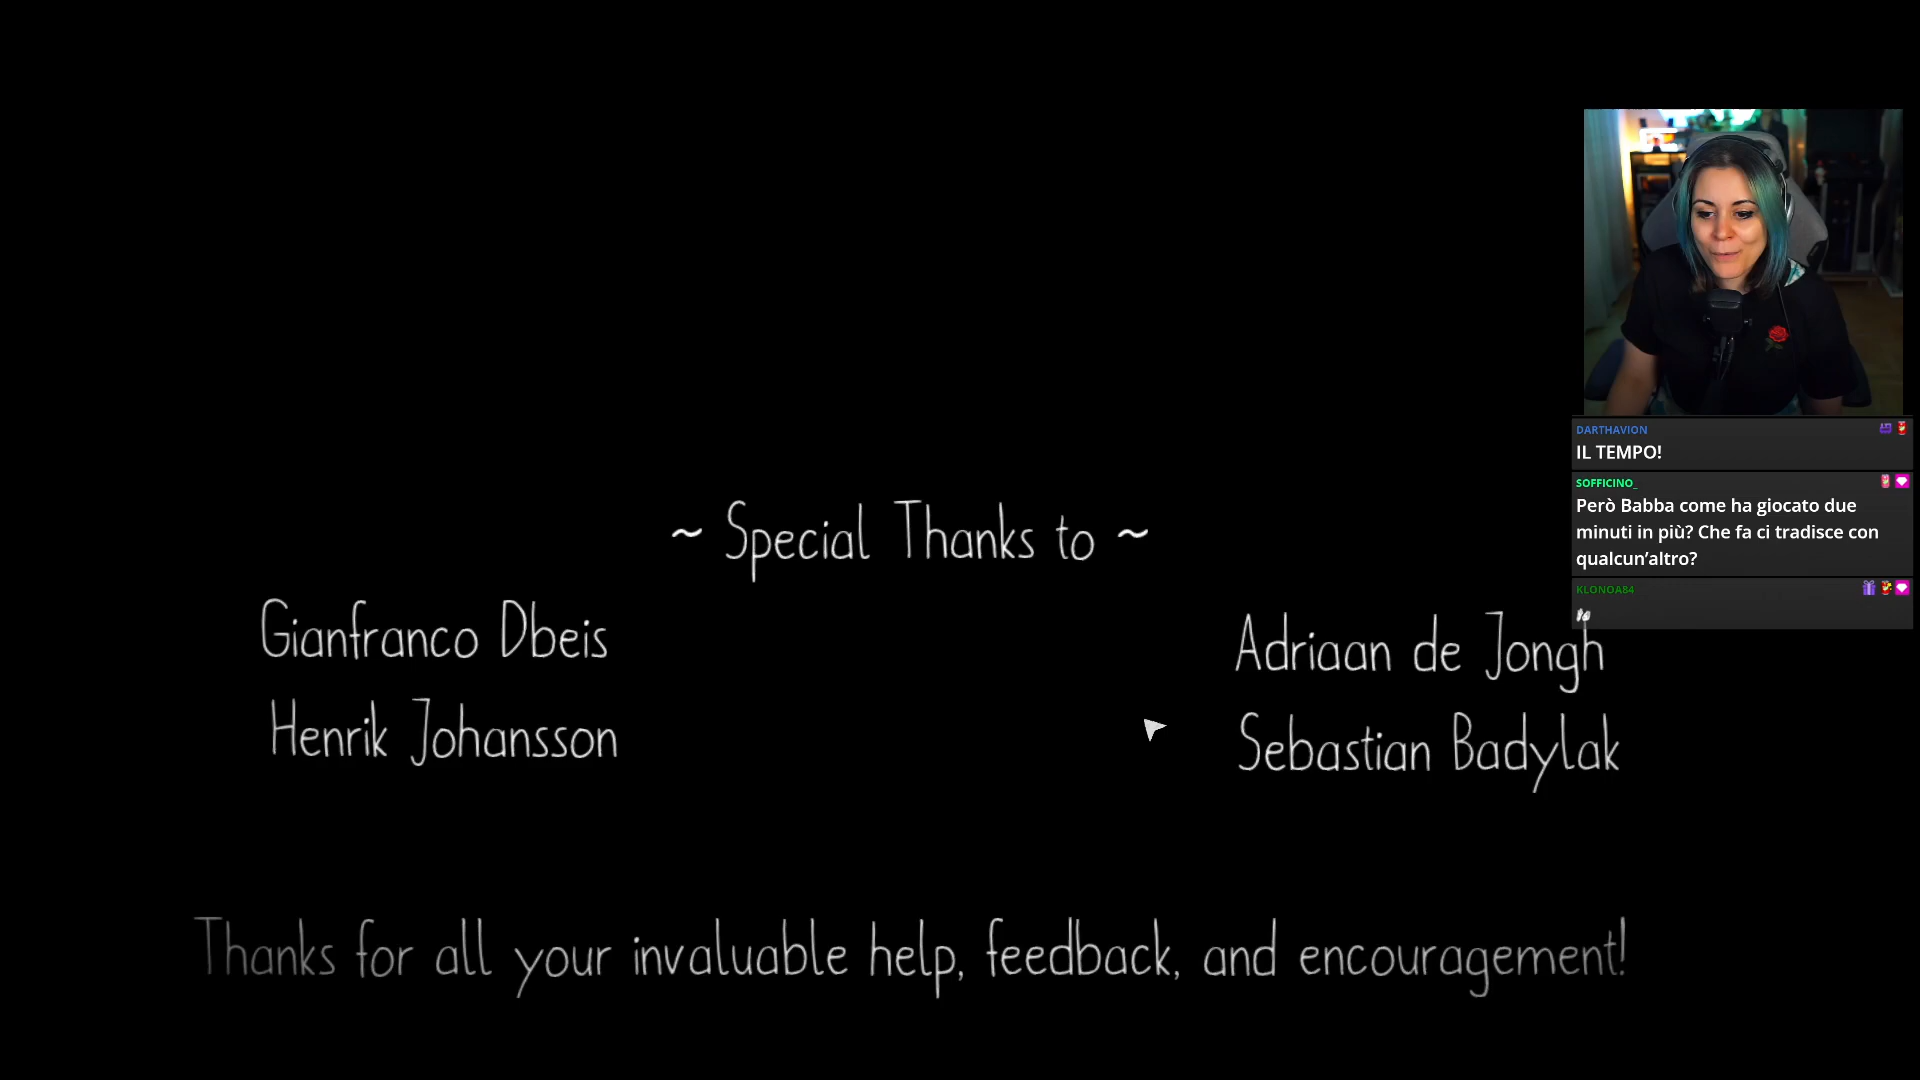 ~ Special Thanks to ~
Gianfranco Dbeis
Adriaan de Jongh
Henrik Johansson
Sebastian Badylak
Thanks for all your invaluable help, feedback, and encouragement!
DARTHAVION
IL TEMPO!
SOFFICINO_
Però Babba come ha giocato due
minuti in più? Che fa ci tradisce con
qualcun’altro?
KLONOA84